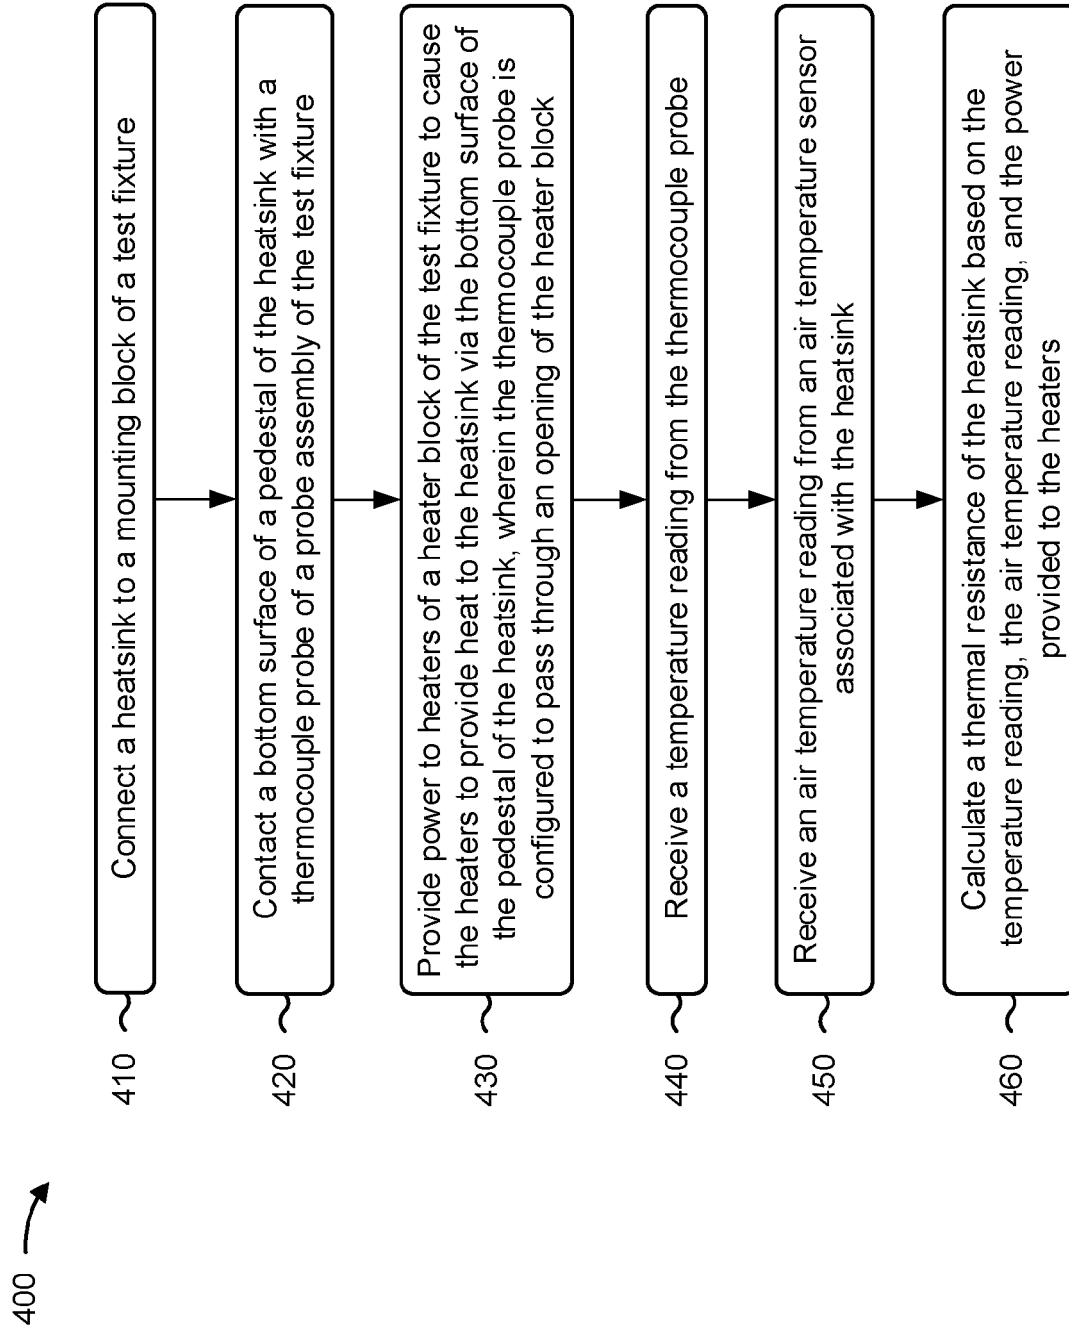 400
410
Connect a heatsink to a mounting block of a test fixture
420
Contact a bottom surface of a pedestal of the heatsink with a
thermocouple probe of a probe assembly of the test fixture
430
Provide power to heaters of a heater block of the test fixture to cause
the heaters to provide heat to the heatsink via the bottom surface of
the pedestal of the heatsink, wherein the thermocouple probe is
configured to pass through an opening of the heater block
440
Receive a temperature reading from the thermocouple probe
450
Receive an air temperature reading from an air temperature sensor
associated with the heatsink
460
Calculate a thermal resistance of the heatsink based on the
temperature reading, the air temperature reading, and the power
provided to the heaters